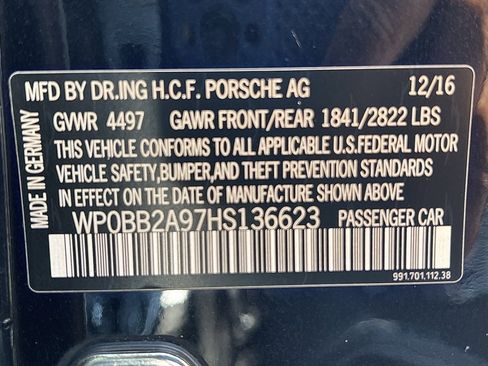 MFD BY DR.ING H.C.F. PORSCHE AG 12/16
GVWR 4497 GAWR FRONT/REAR 1841/2822 LBS
THIS VEHICLE CONFORMS TO ALL APPLICABLE U.S.FEDERAL MOTOR
VEHICLE SAFETY,BUMPER,AND THEFT PREVENTION STANDARDS
IN EFFECT ON THE DATE OF MANUFACTURE SHOWN ABOVE
WP0BB2A97HS136623 PASSENGER CAR
991.701.112.38
MADE IN GERMANY